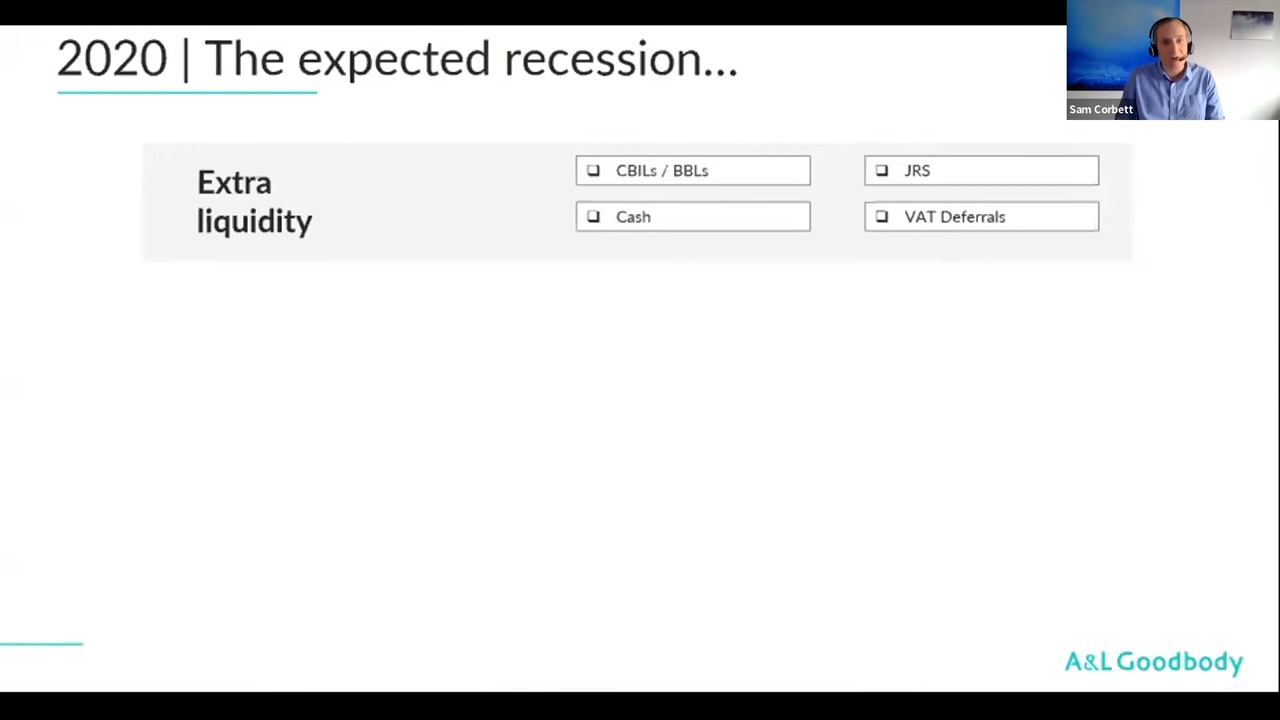 2020 | The expected recession...
Sam Corbett
Extra
liquidity
❑ CBILs / BBLs
❑ JRS
❑ Cash
❑ VAT Deferrals
A&L Goodbody